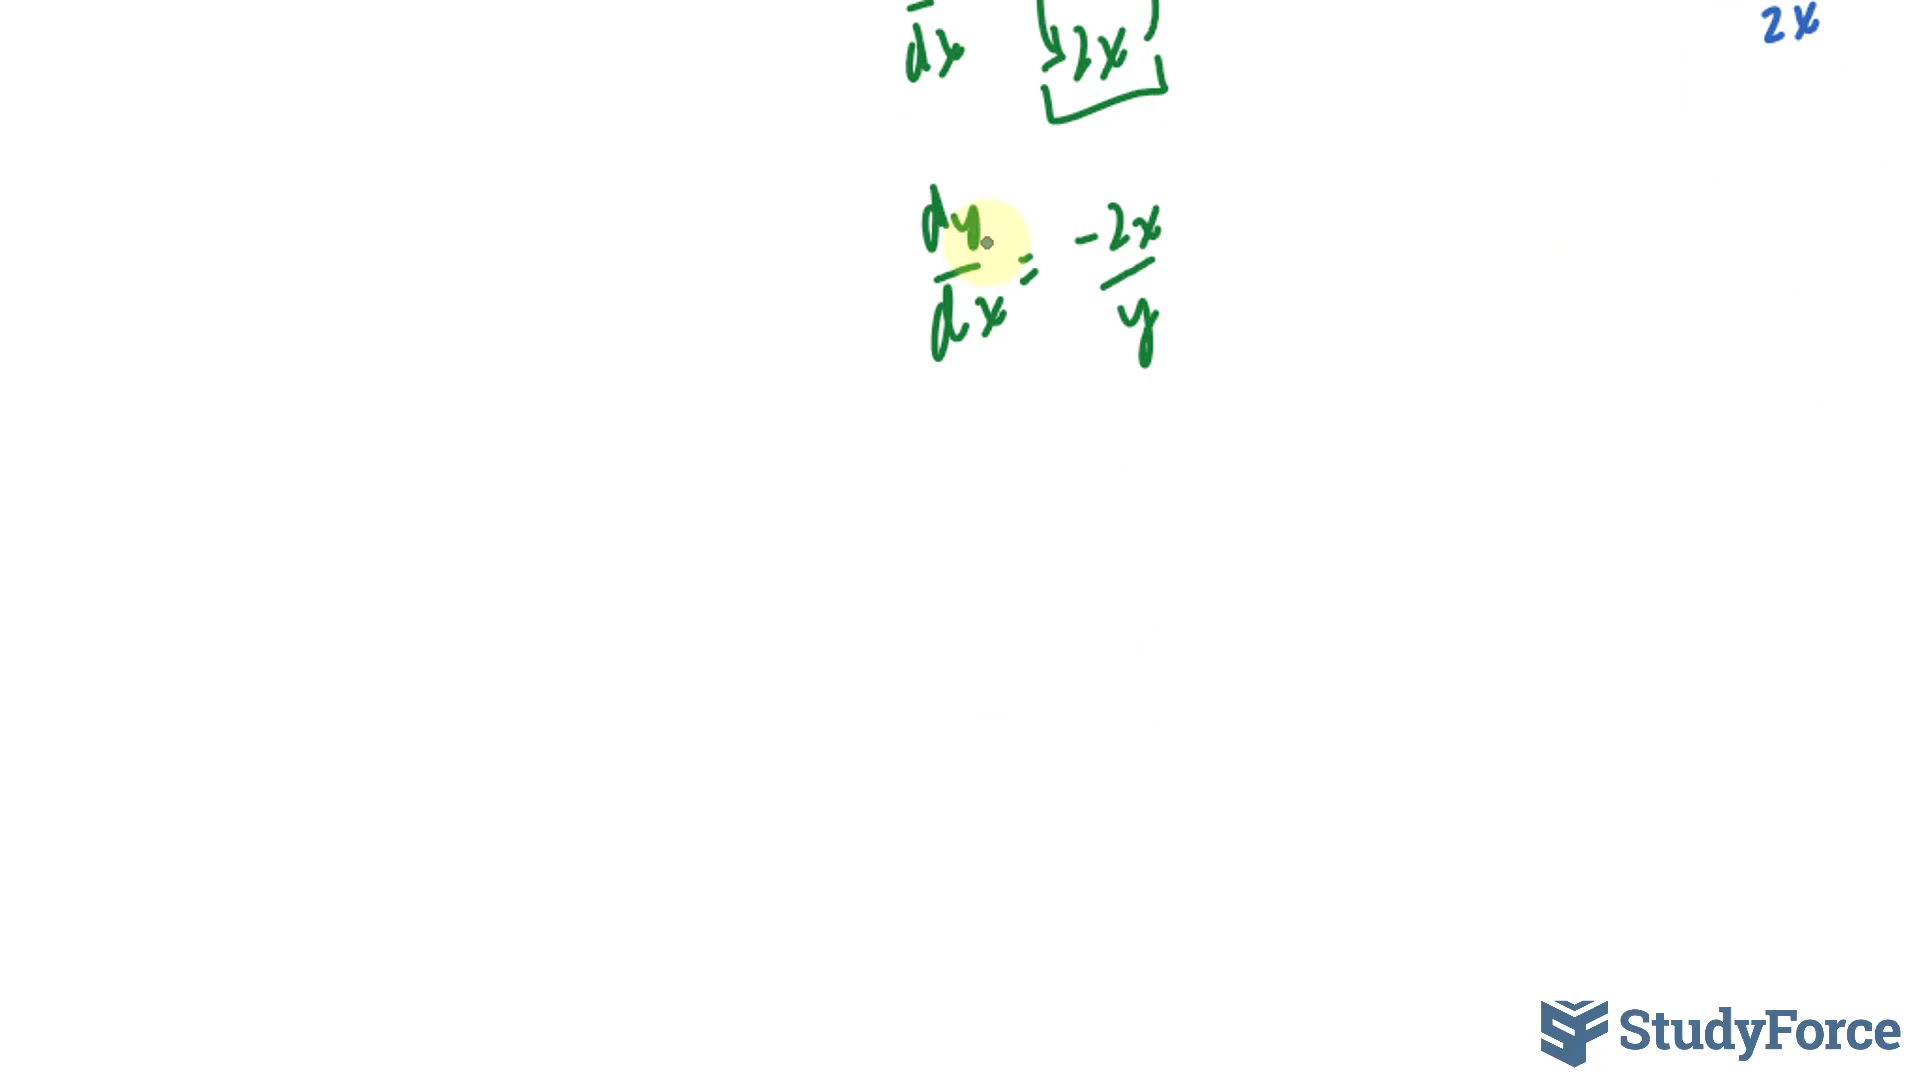 dx 2x 2x
dy/dx = -2x/y
StudyForce